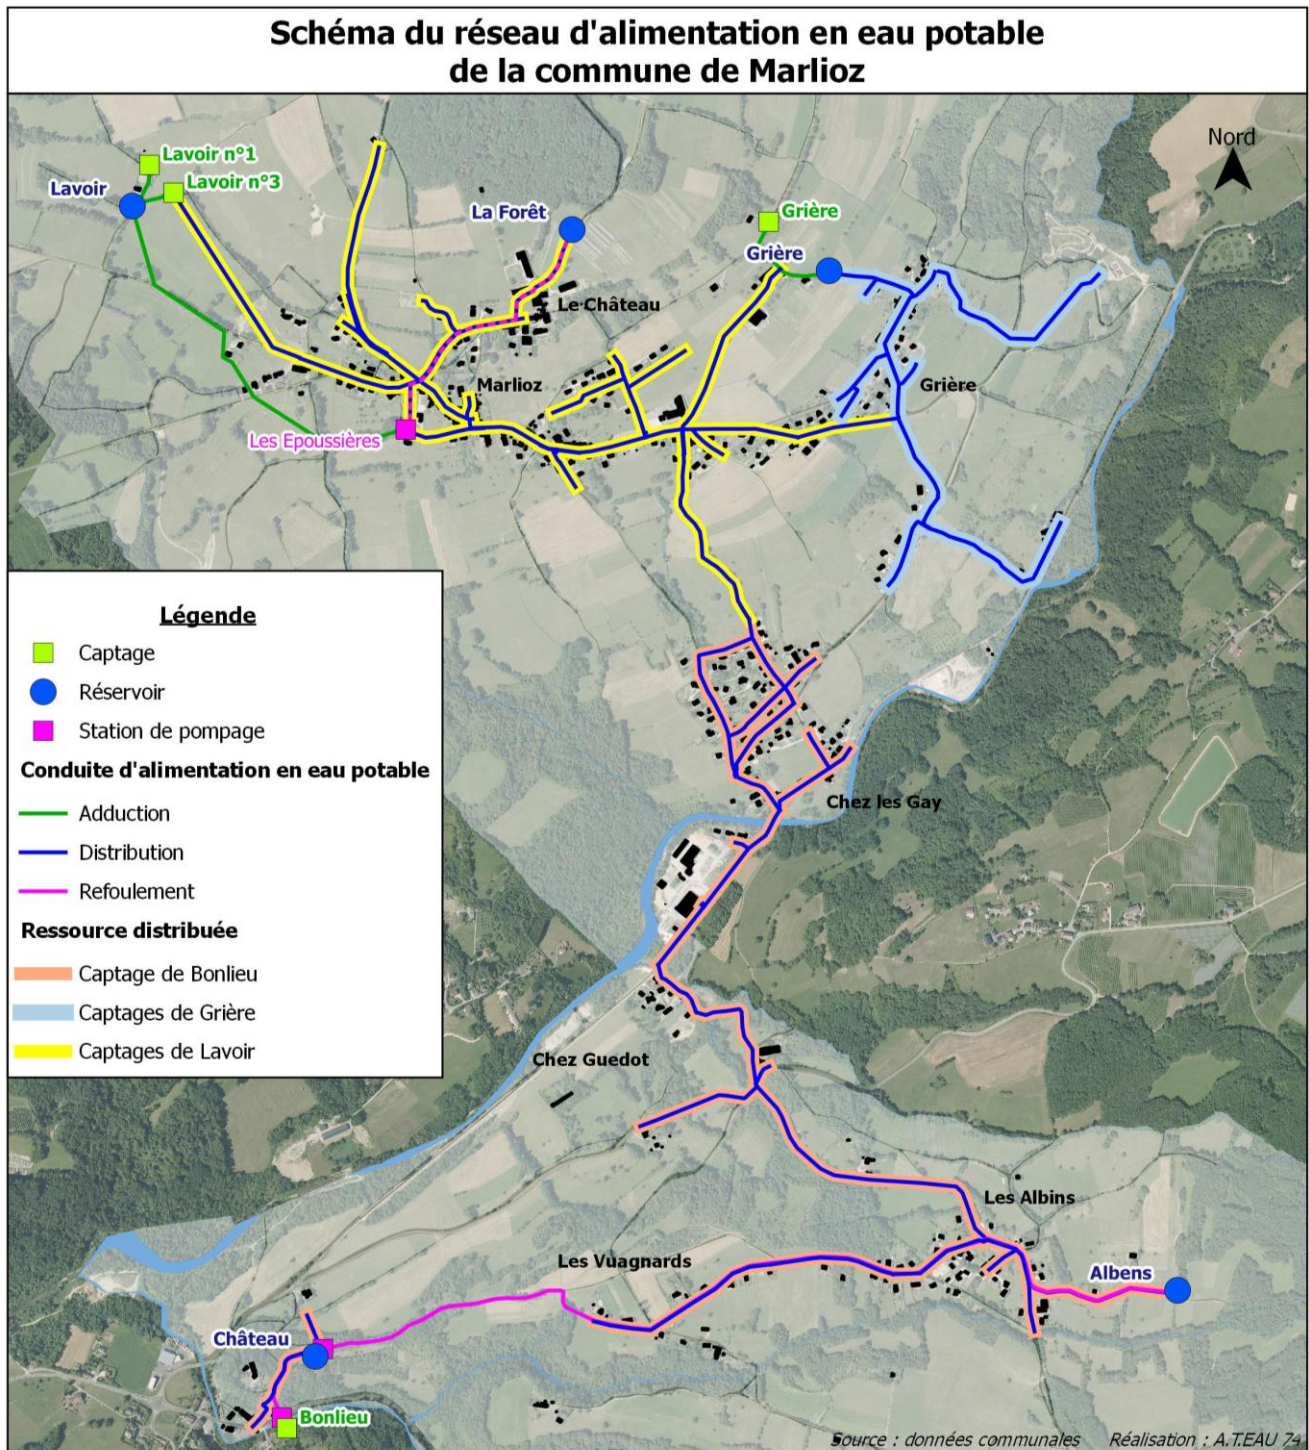 Schéma du réseau d'alimentation en eau potable
de la commune de Marlioz
Nord
Lavoir n°1
Lavoir n°3
Lavoir
La Forêt
Grière
Grière
Le Château
Marlioz
Grière
Les Epoussières
Légende
Captage
Réservoir
Station de pompage
Conduite d'alimentation en eau potable
Adduction
Distribution
Refoulement
Ressource distribuée
Captage de Bonlieu
Captages de Grière
Captages de Lavoir
Chez les Gay
Chez Guedot
Les Albins
Les Vuagnards
Albens
Château
Bonlieu
Source : données communales Réalisation : A.T.EAU 74